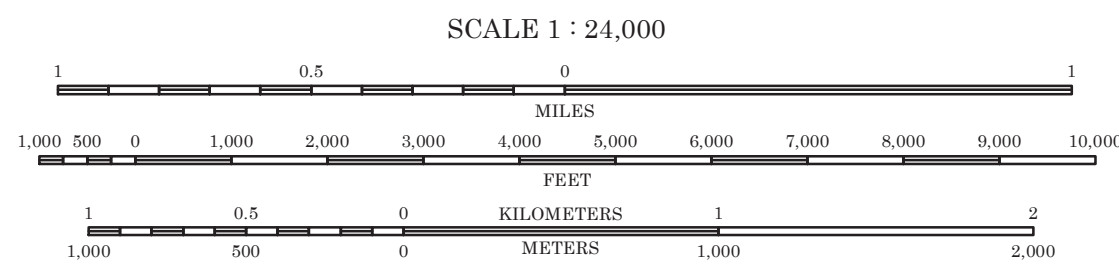 SCALE 1 : 24,000
1 0.5 0 1
MILES
1,000 500 0 1,000 2,000 3,000 4,000 5,000 6,000 7,000 8,000 9,000 10,000
FEET
1 0.5 0 KILOMETERS 1 2
1,000 500 0 METERS 1,000 2,000